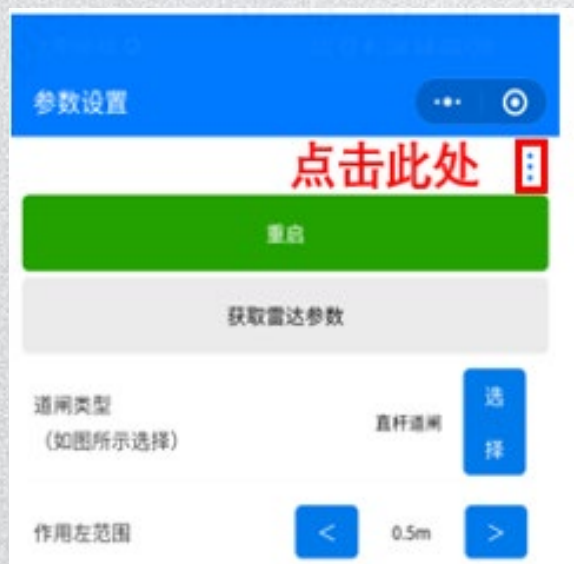 参数设置
点击此处
重启
获取雷达参数
道闸类型
（如图所示选择）
直杆道闸
选
择
作用左范围
<
0.5m
>